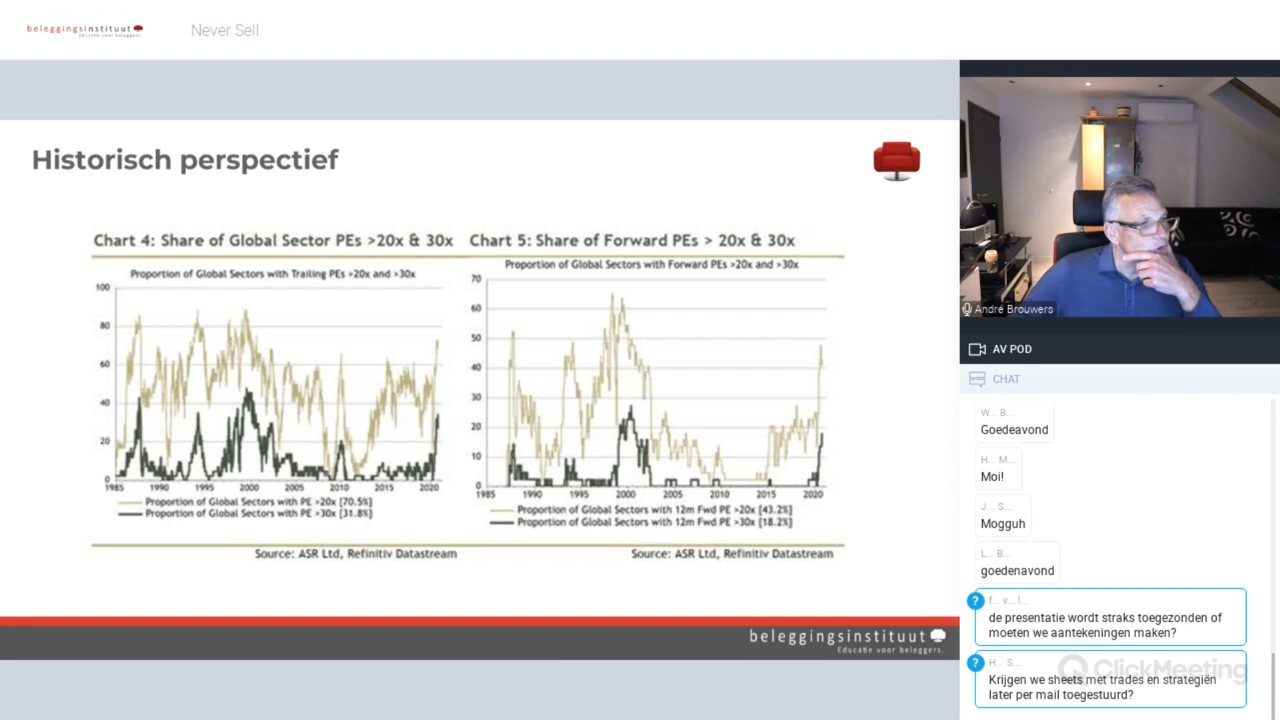 beleggingsinstituut
Educatie voor beleggers.
Never Sell
Historisch perspectief
Chart 4: Share of Global Sector PEs >20x & 30x
Proportion of Global Sectors with Trailing PEs >20x and >30x
100
80
60
40
20
0
1985 1990 1995 2000 2005 2010 2015 2020
Proportion of Global Sectors with PE >20x [70.5%]
Proportion of Global Sectors with PE >30x [31.8%]
Source: ASR Ltd, Refinitiv Datastream
Chart 5: Share of Forward PEs > 20x & 30x
Proportion of Global Sectors with Forward PEs >20x and >30x
70
60
50
40
30
20
10
0
1985 1990 1995 2000 2005 2010 2015 2020
Proportion of Global Sectors with 12m Fwd PE >20x [43.2%]
Proportion of Global Sectors with 12m Fwd PE >30x [18.2%]
Source: ASR Ltd, Refinitiv Datastream
beleggingsinstituut
Educatie voor beleggers.
André Brouwers
AV POD
CHAT
W... B...
Goedeavond
H... M...
Moi!
J... S...
Mogguh
L... B...
goedenavond
?
f... v... l...
de presentatie wordt straks toegezonden of
moeten we aantekeningen maken?
?
H... S...
Krijgen we sheets met trades en strategiën
later per mail toegestuurd?
ClickMeeting